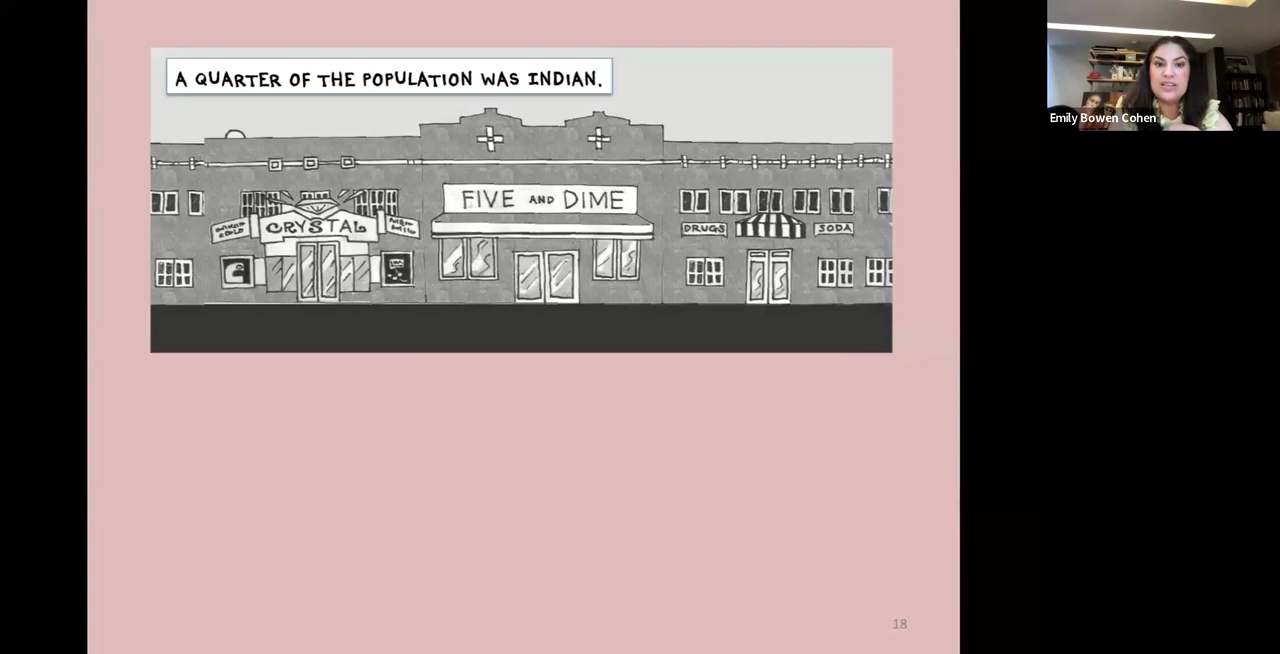 A QUARTER OF THE POPULATION WAS INDIAN.
CRYSTAL
FIVE AND DIME
DRUGS
SODA
18
Emily Bowen Cohen